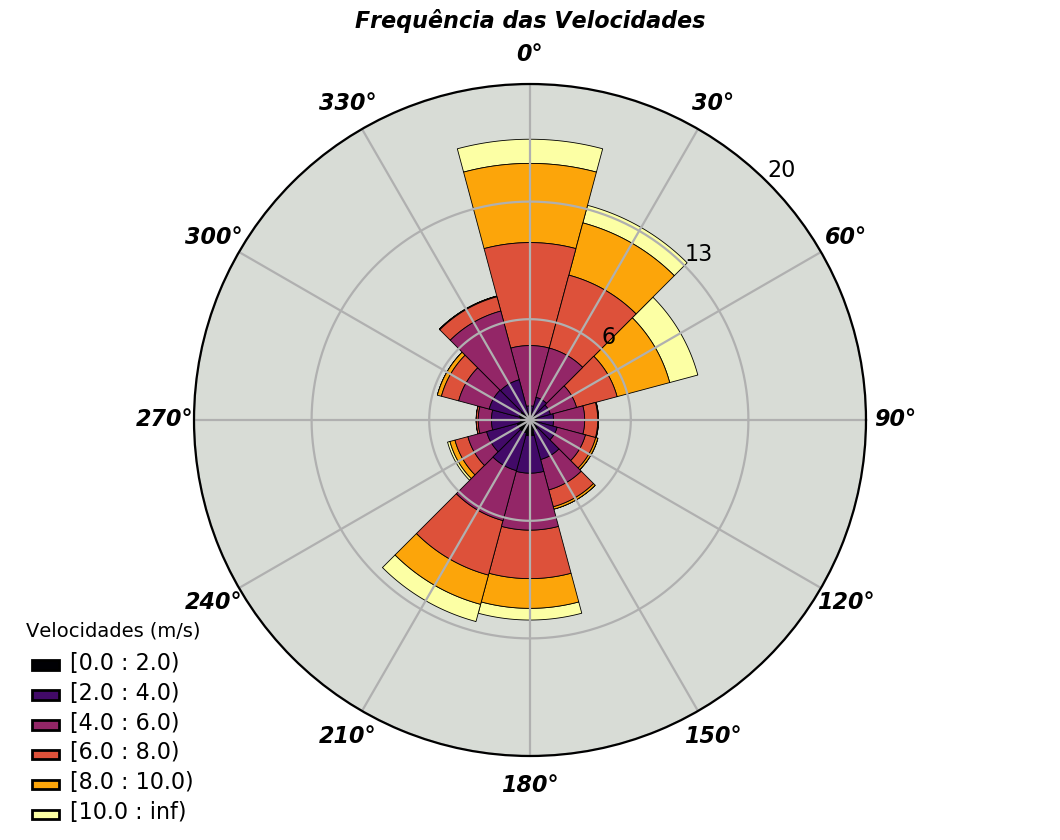 Frequência das Velocidades
0°
330°
30°
20
300°
60°
13
6
270°
90°
240°
120°
210°
150°
180°
Velocidades (m/s)
[0.0 : 2.0)
[2.0 : 4.0)
[4.0 : 6.0)
[6.0 : 8.0)
[8.0 : 10.0)
[10.0 : inf)